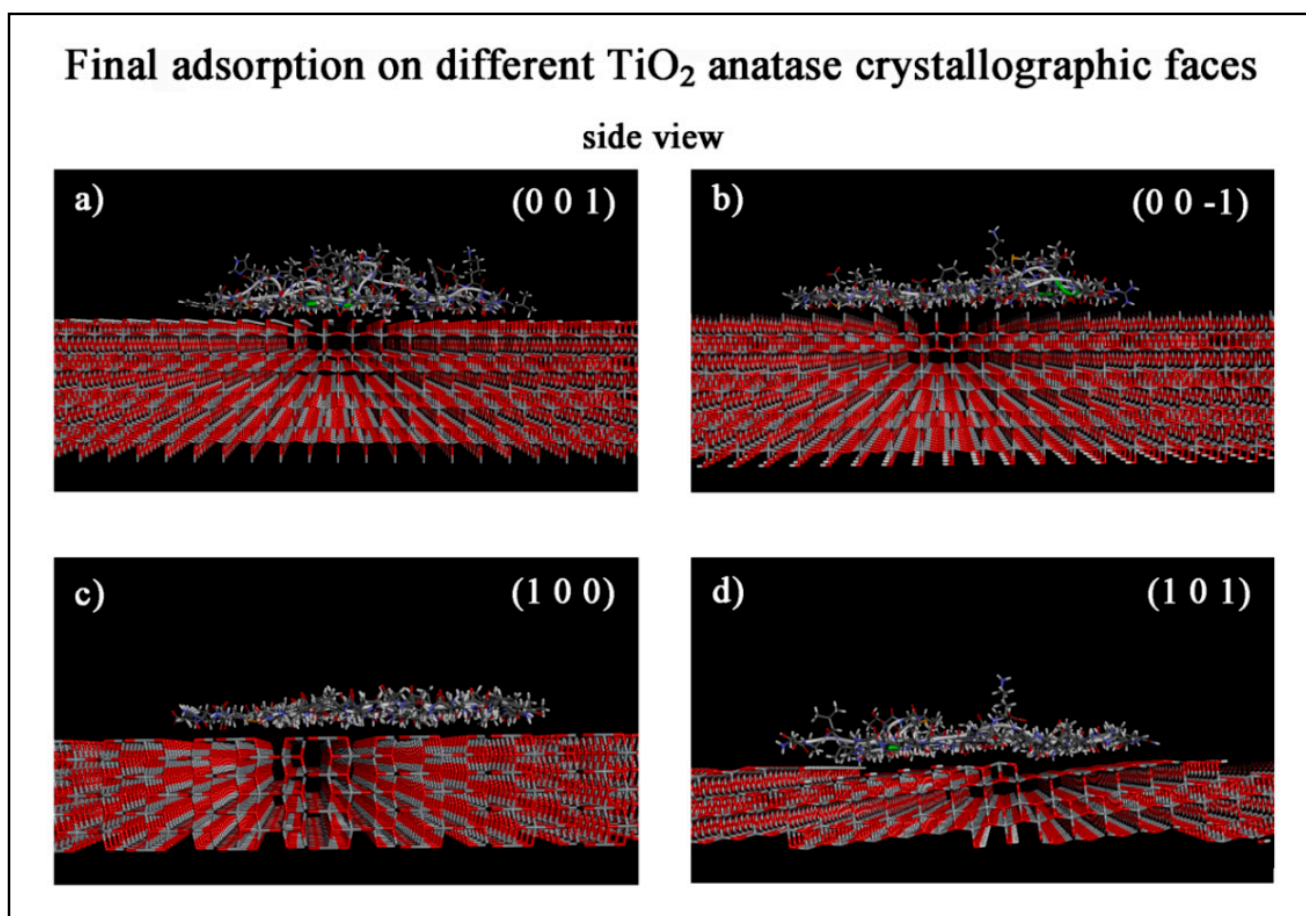 Final adsorption on different TiO₂ anatase crystallographic faces
side view
a) (0 0 1)
b) (0 0 -1)
c) (1 0 0)
d) (1 0 1)